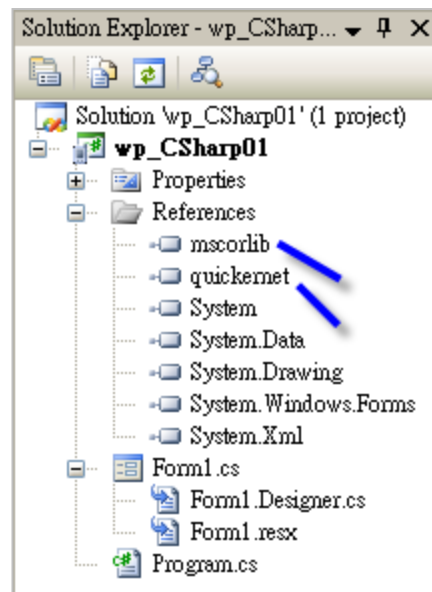 Solution Explorer - wp_CSharp...
Solution 'wp_CSharp01' (1 project)
wp_CSharp01
Properties
References
mscorlib
quickernet
System
System.Data
System.Drawing
System.Windows.Forms
System.Xml
Form1.cs
Form1.Designer.cs
Form1.resx
Program.cs